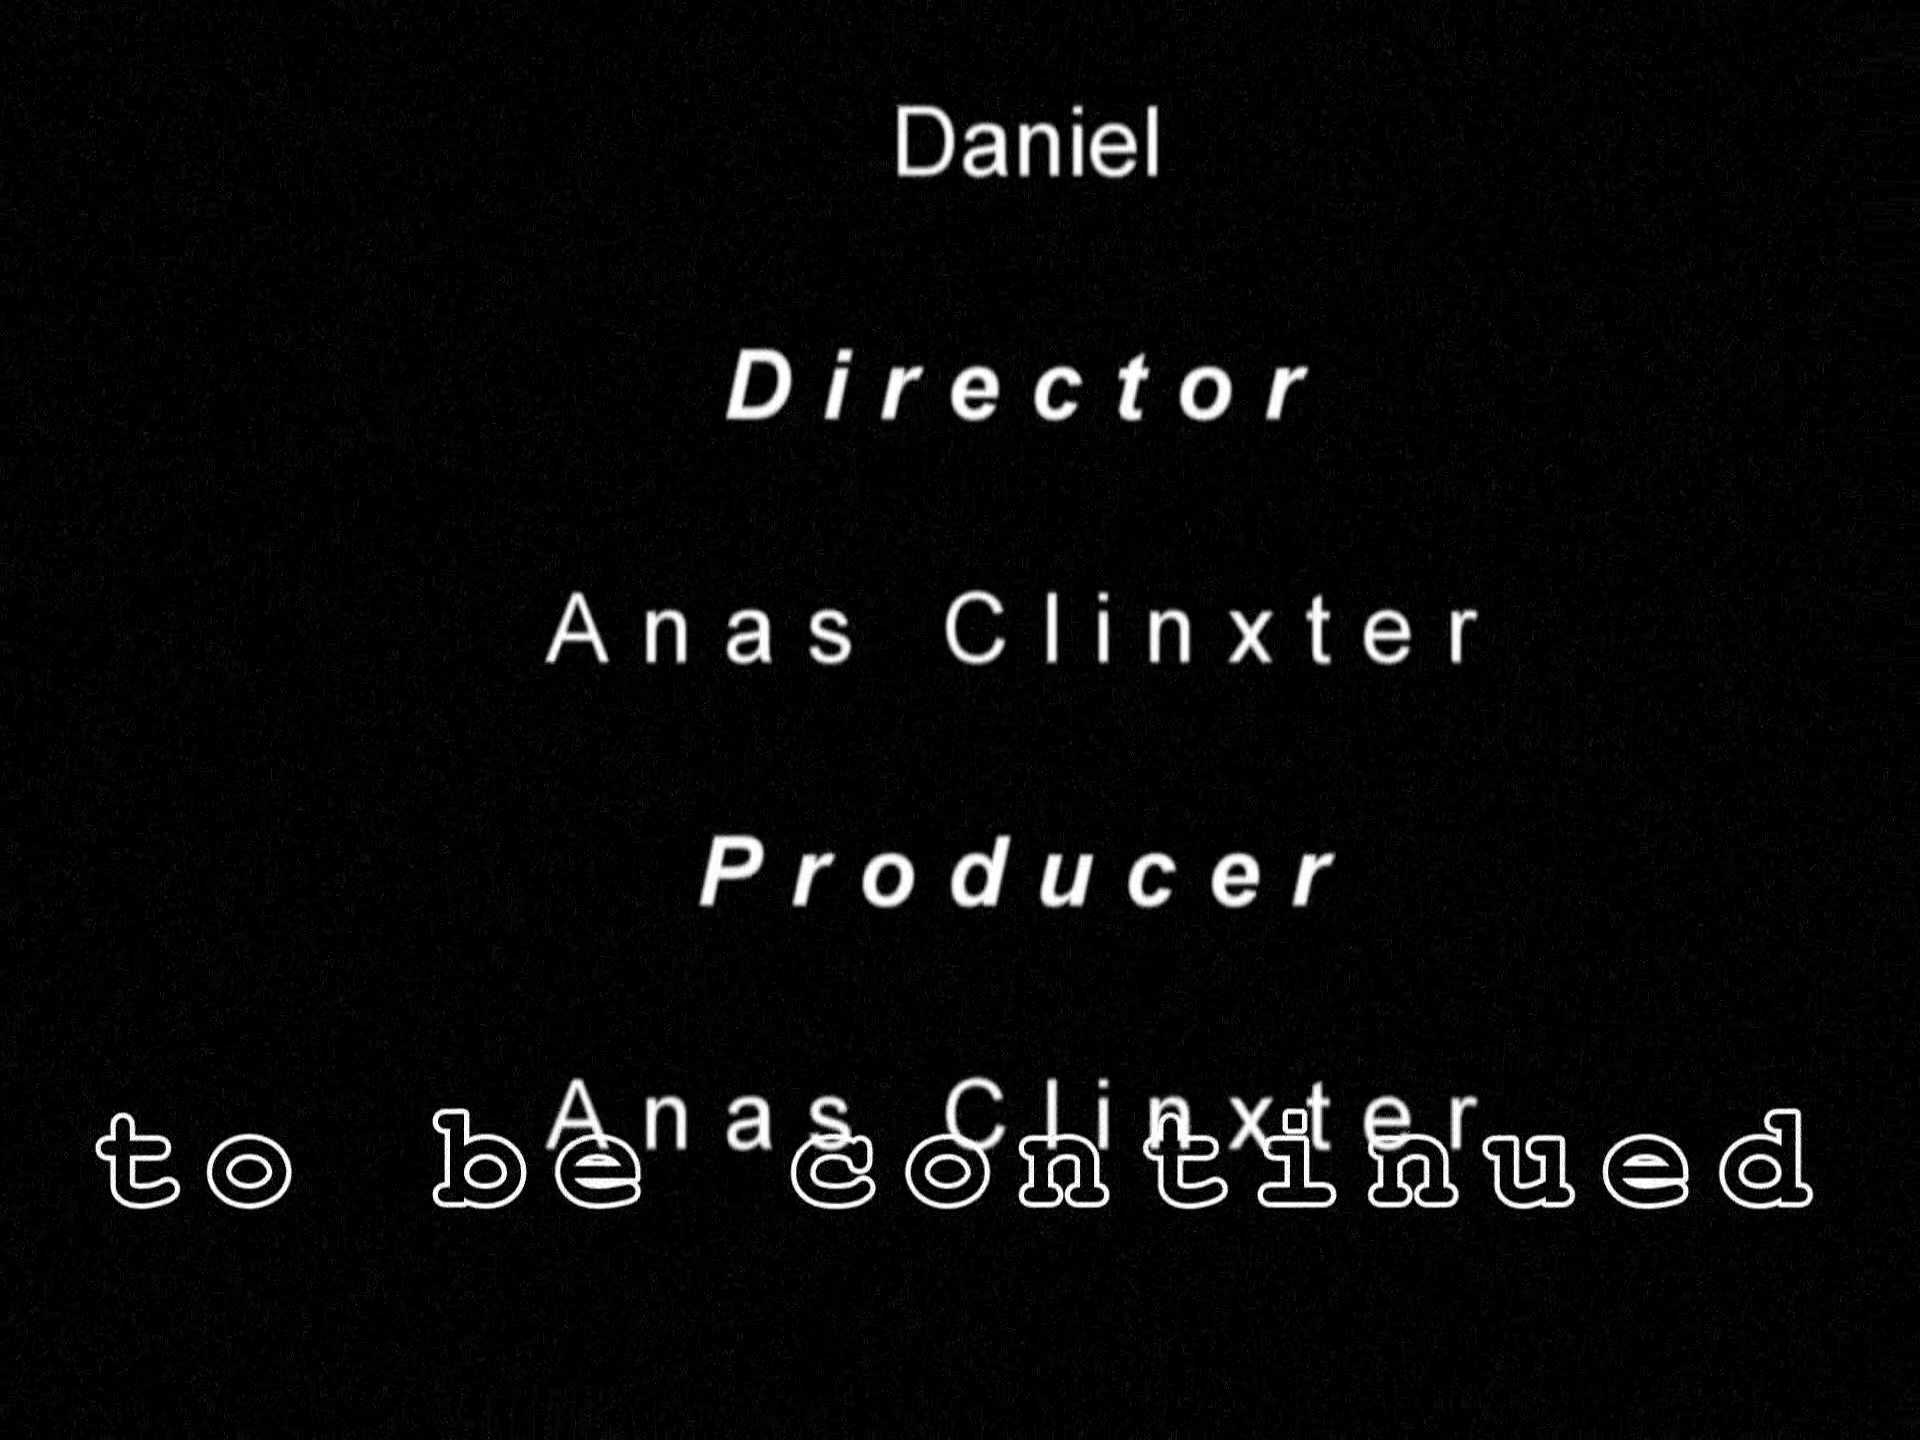 Daniel
Director
Anas Clinxter
Producer
Anas Clinxter
to be continued